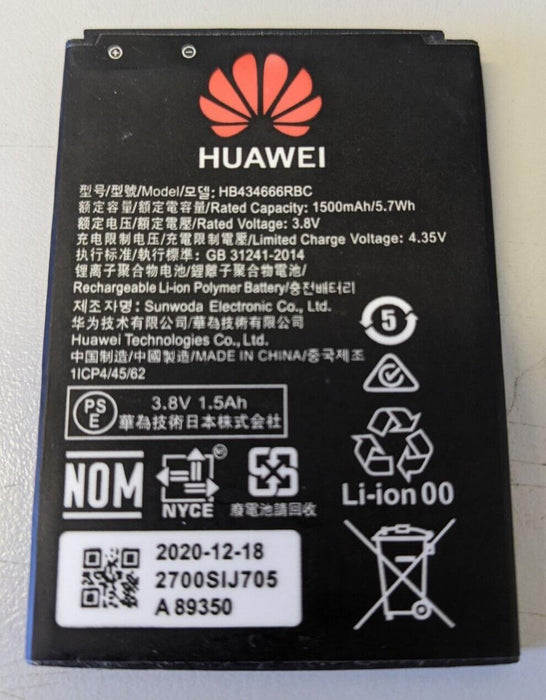 HUAWEI
型号/型號/Model/모델: HB434666RBC
额定容量/額定電容量/Rated Capacity: 1500mAh/5.7Wh
额定电压/額定電壓/Rated Voltage: 3.8V
充电限制电压/充電限制電壓/Limited Charge Voltage: 4.35V
执行标准/執行標準: GB 31241-2014
锂离子聚合物电池/鋰離子聚合物電池/
Rechargeable Li-ion Polymer Battery/충전배터리
제조자명: Sunwoda Electronic Co., Ltd.
华为技术有限公司/華為技術有限公司
Huawei Technologies Co., Ltd.
中国制造/中國製造/MADE IN CHINA/중국제조
1ICP4/45/62
5
PS
E
3.8V 1.5Ah
華為技術日本株式会社
NOM
NYCE
廢電池請回收
Li-ion 00
2020-12-18
2700SIJ705
A 89350